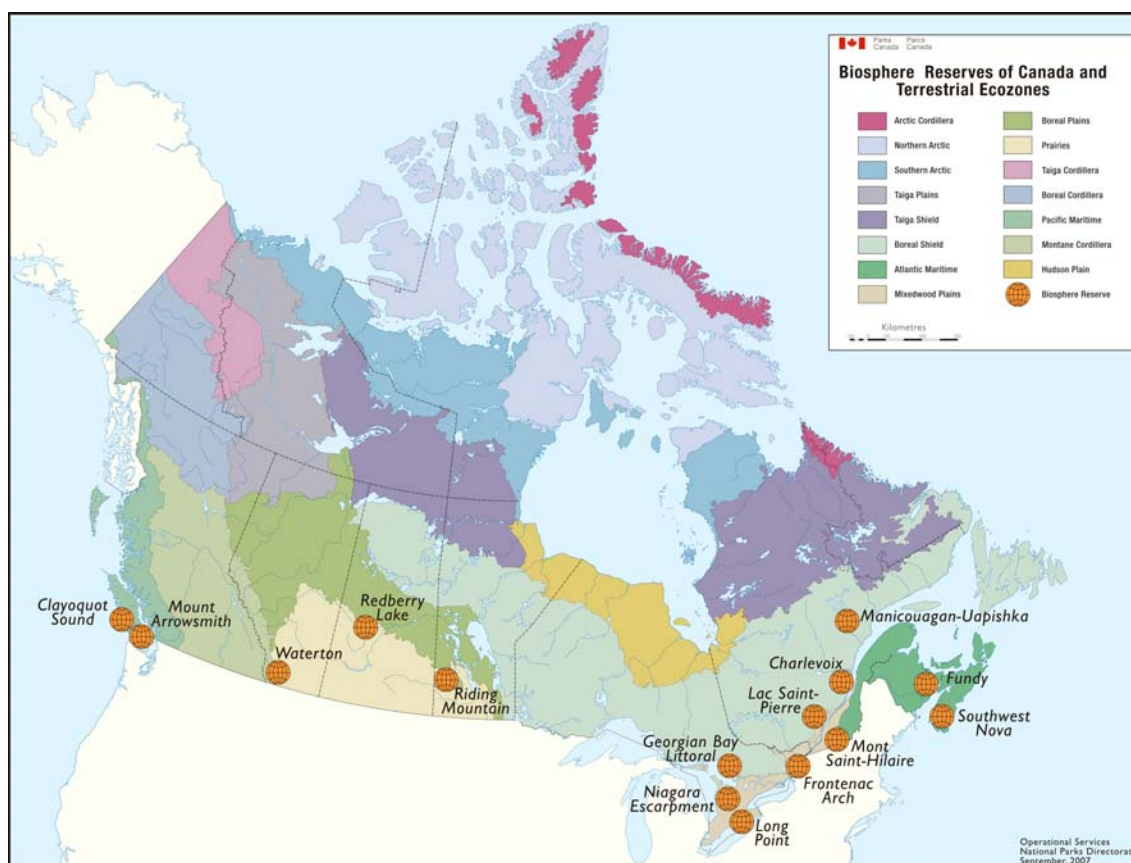 Parks Canada
Parcs Canada
Biosphere Reserves of Canada and
Terrestrial Ecozones
Arctic Cordillera
Northern Arctic
Southern Arctic
Taiga Plains
Taiga Shield
Boreal Shield
Atlantic Maritime
Mixedwood Plains
Boreal Plains
Prairies
Taiga Cordillera
Boreal Cordillera
Pacific Maritime
Montane Cordillera
Hudson Plain
Biosphere Reserve
Kilometres
Clayoquot
Sound
Mount
Arrowsmith
Waterton
Redberry
Lake
Riding
Mountain
Manicouagan-Uapishka
Charlevoix
Fundy
Lac Saint-
Pierre
Southwest
Nova
Mont
Saint-Hilaire
Georgian Bay
Littoral
Frontenac
Arch
Niagara
Escarpment
Long
Point
Operational Services
National Parks Directorat
September, 2007